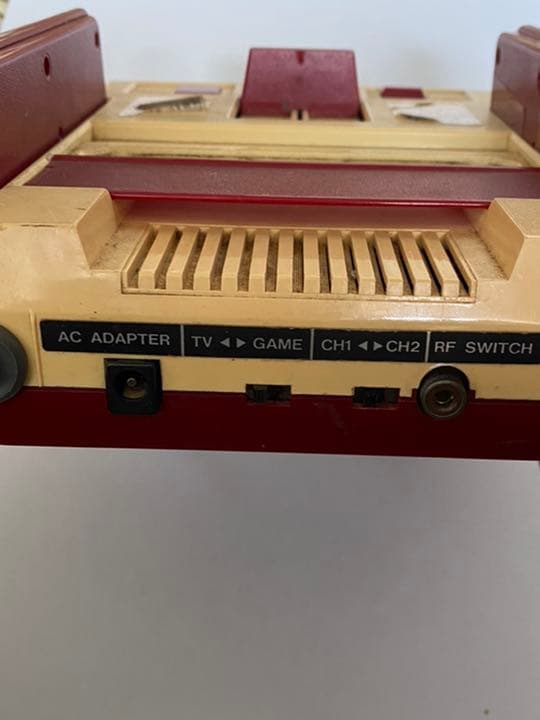 AC ADAPTER TV ◄► GAME CH1 ◄► CH2 RF SWITCH